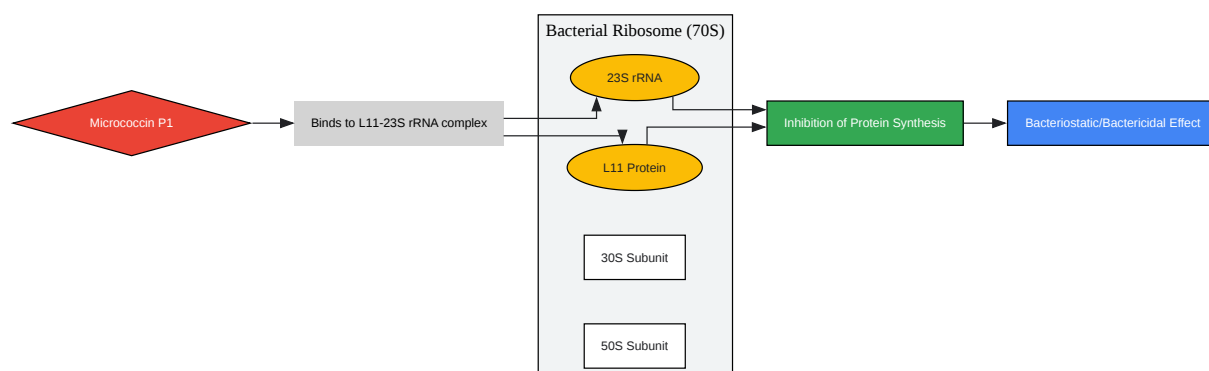 Bacterial Ribosome (70S)
23S rRNA
Micrococcin P1
Binds to L11-23S rRNA complex
Inhibition of Protein Synthesis
Bacteriostatic/Bactericidal Effect
L11 Protein
30S Subunit
50S Subunit